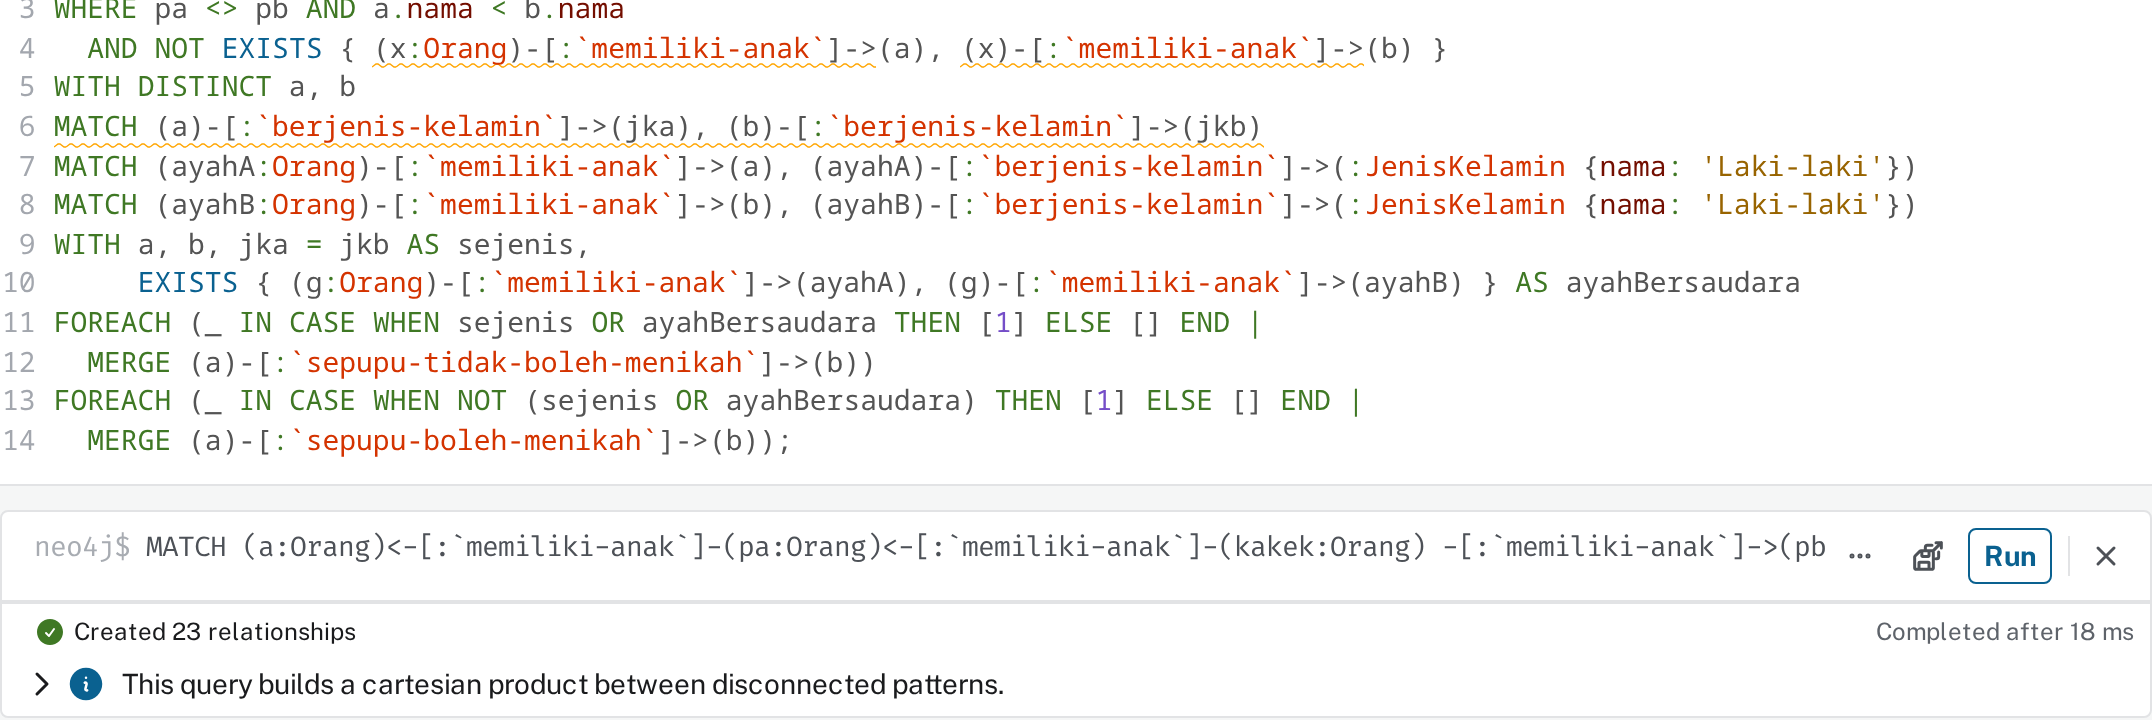 3 WHERE pa <> pb AND a.nama < b.nama
4   AND NOT EXISTS { (x:Orang)-[:`memiliki-anak`]->(a), (x)-[:`memiliki-anak`]->(b) }
5 WITH DISTINCT a, b
6 MATCH (a)-[:`berjenis-kelamin`]->(jka), (b)-[:`berjenis-kelamin`]->(jkb)
7 MATCH (ayahA:Orang)-[:`memiliki-anak`]->(a), (ayahA)-[:`berjenis-kelamin`]->(:JenisKelamin {nama: 'Laki-laki'})
8 MATCH (ayahB:Orang)-[:`memiliki-anak`]->(b), (ayahB)-[:`berjenis-kelamin`]->(:JenisKelamin {nama: 'Laki-laki'})
9 WITH a, b, jka = jkb AS sejenis,
10      EXISTS { (g:Orang)-[:`memiliki-anak`]->(ayahA), (g)-[:`memiliki-anak`]->(ayahB) } AS ayahBersaudara
11 FOREACH (_ IN CASE WHEN sejenis OR ayahBersaudara THEN [1] ELSE [] END |
12   MERGE (a)-[:`sepupu-tidak-boleh-menikah`]->(b))
13 FOREACH (_ IN CASE WHEN NOT (sejenis OR ayahBersaudara) THEN [1] ELSE [] END |
14   MERGE (a)-[:`sepupu-boleh-menikah`]->(b));
neo4j$ MATCH (a:Orang)<-[:`memiliki-anak`]-(pa:Orang)<-[:`memiliki-anak`]-(kakek:Orang) -[:`memiliki-anak`]->(pb ... Run
Created 23 relationships Completed after 18 ms
This query builds a cartesian product between disconnected patterns.